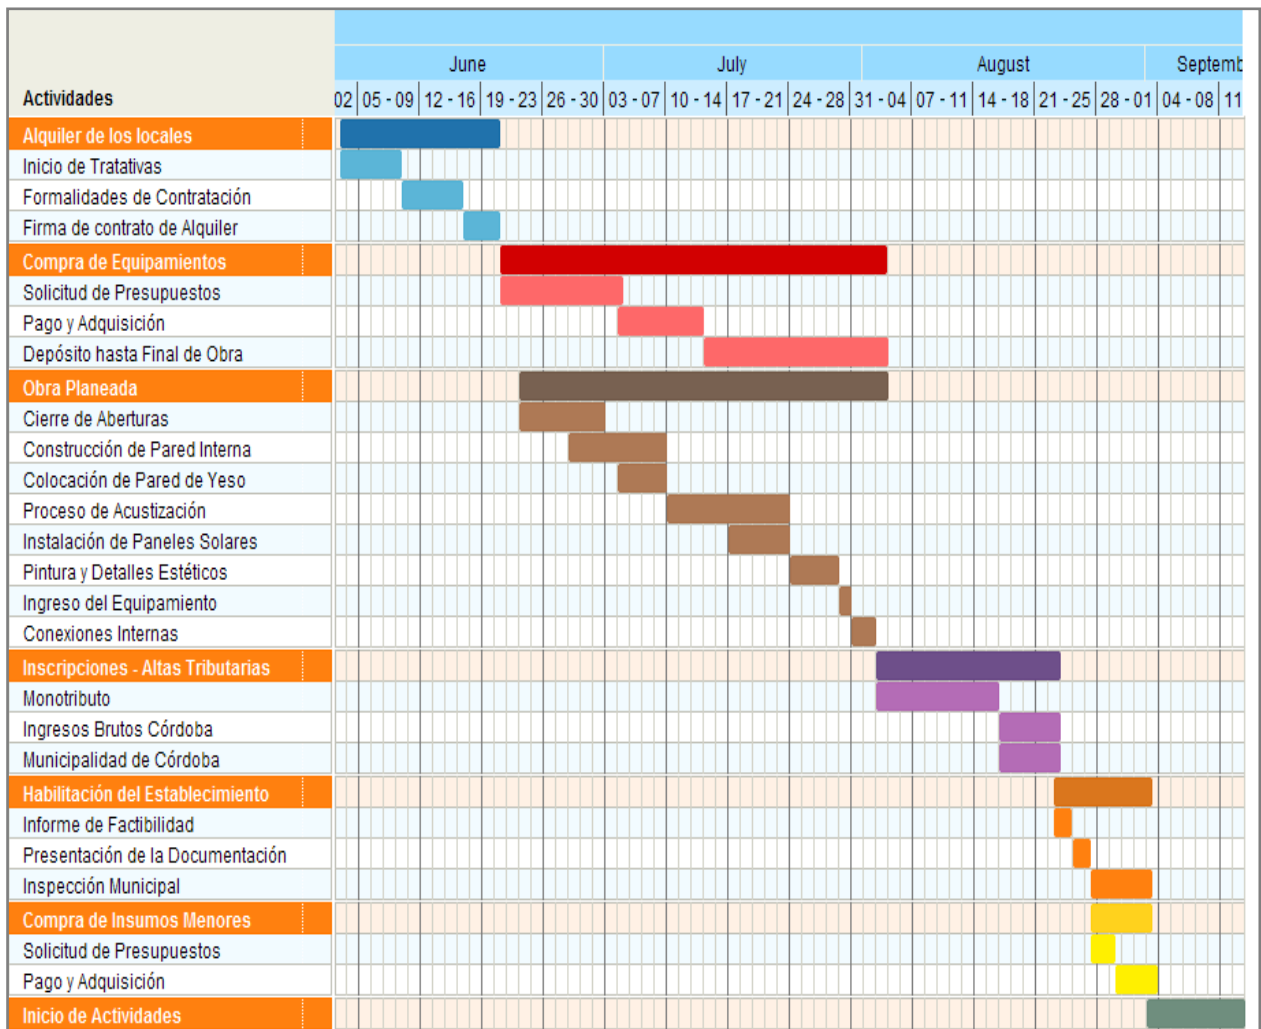 June July August Septemb
Actividades 02 05 - 09 12 - 16 19 - 23 26 - 30 03 - 07 10 - 14 17 - 21 24 - 28 31 - 04 07 - 11 14 - 18 21 - 25 28 - 01 04 - 08 11
Alquiler de los locales
Inicio de Tratativas
Formalidades de Contratación
Firma de contrato de Alquiler
Compra de Equipamientos
Solicitud de Presupuestos
Pago y Adquisición
Depósito hasta Final de Obra
Obra Planeada
Cierre de Aberturas
Construcción de Pared Interna
Colocación de Pared de Yeso
Proceso de Acustización
Instalación de Paneles Solares
Pintura y Detalles Estéticos
Ingreso del Equipamiento
Conexiones Internas
Inscripciones - Altas Tributarias
Monotributo
Ingresos Brutos Córdoba
Municipalidad de Córdoba
Habilitación del Establecimiento
Informe de Factibilidad
Presentación de la Documentación
Inspección Municipal
Compra de Insumos Menores
Solicitud de Presupuestos
Pago y Adquisición
Inicio de Actividades